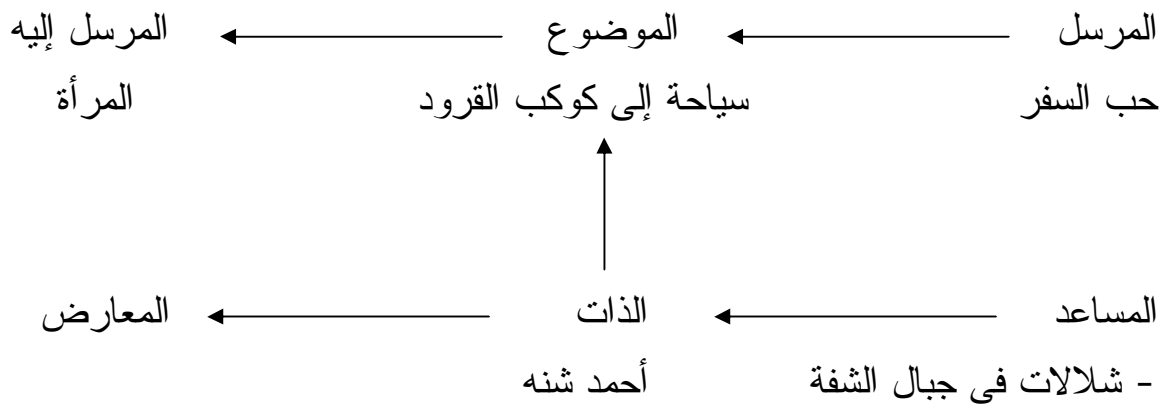 المرسل الموضوع المرسل إليه
حب السفر سياحة إلى كوكب القرود المرأة
المساعد الذات المعارض
- شلالات في جبال الشفة أحمد شنه